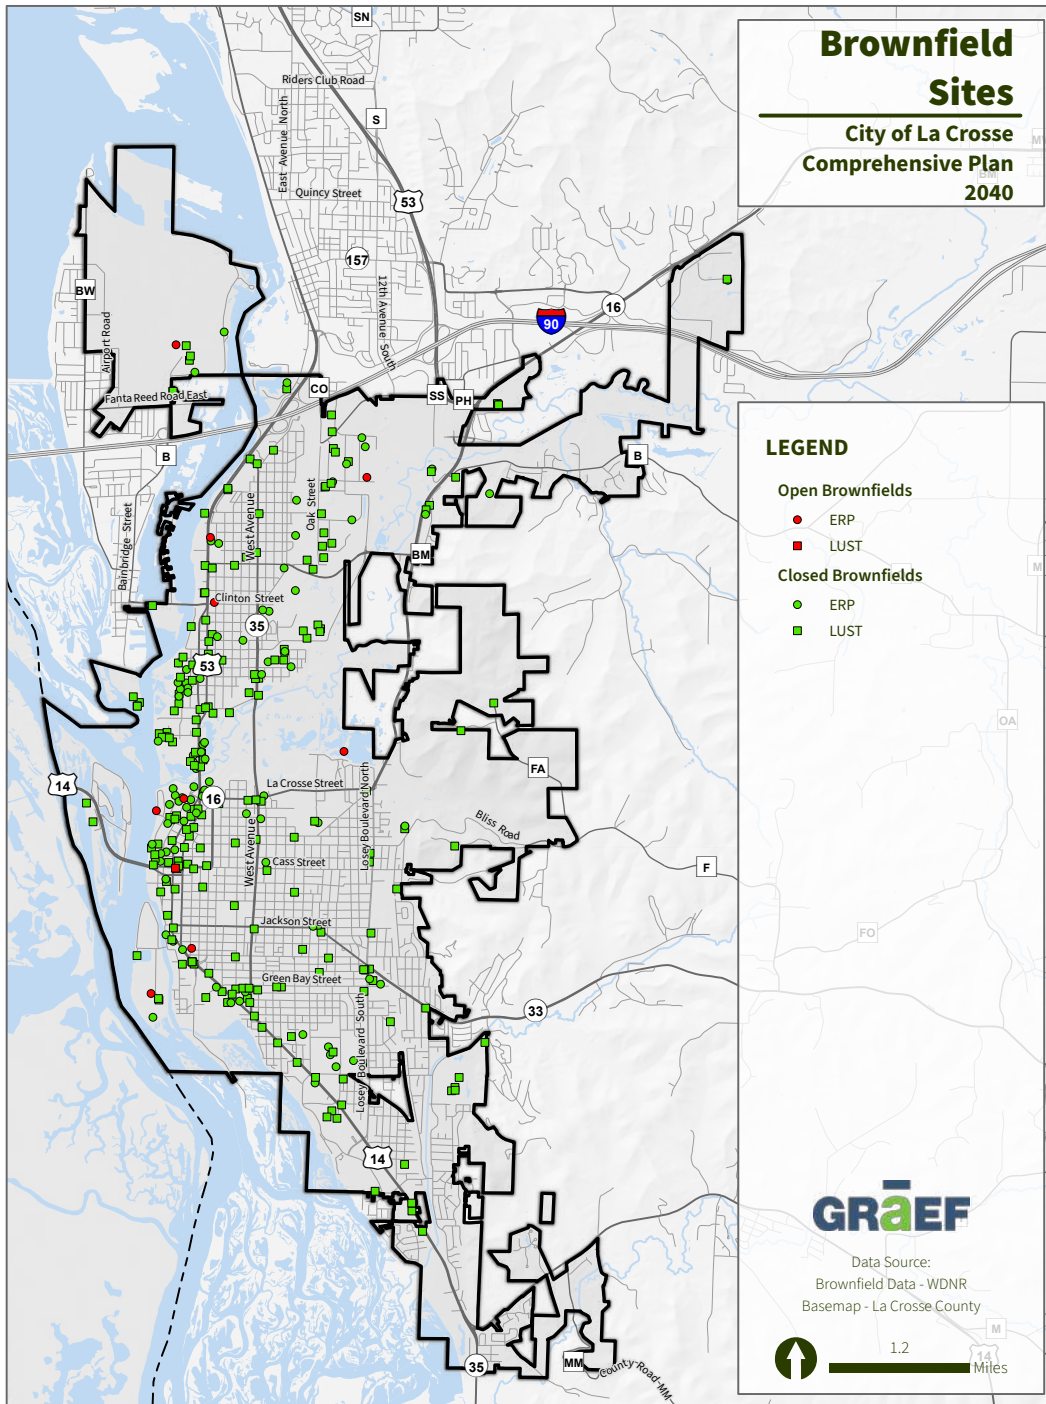 Brownfield
Sites
City of La Crosse
Comprehensive Plan
2040
SN
Riders Club Road
S
East Avenue North
Quincy Street
53
157
12th Avenue South
BW
16
90
Airport Road
CO
SS
PH
Fanta Reed Road East
B
B
West Avenue
Oak Street
Bainbridge Street
BM
Clinton Street
35
53
14
La Crosse Street
16
Losey Boulevard North
FA
Bliss Road
West Avenue
Cass Street
F
Jackson Street
Green Bay Street
33
Losey Boulevard South
14
35
MM
County Road MM
BM
M
OA
FO
M
14
LEGEND
Open Brownfields
ERP
LUST
Closed Brownfields
ERP
LUST
GRaEF
Data Source:
Brownfield Data - WDNR
Basemap - La Crosse County
1.2
Miles